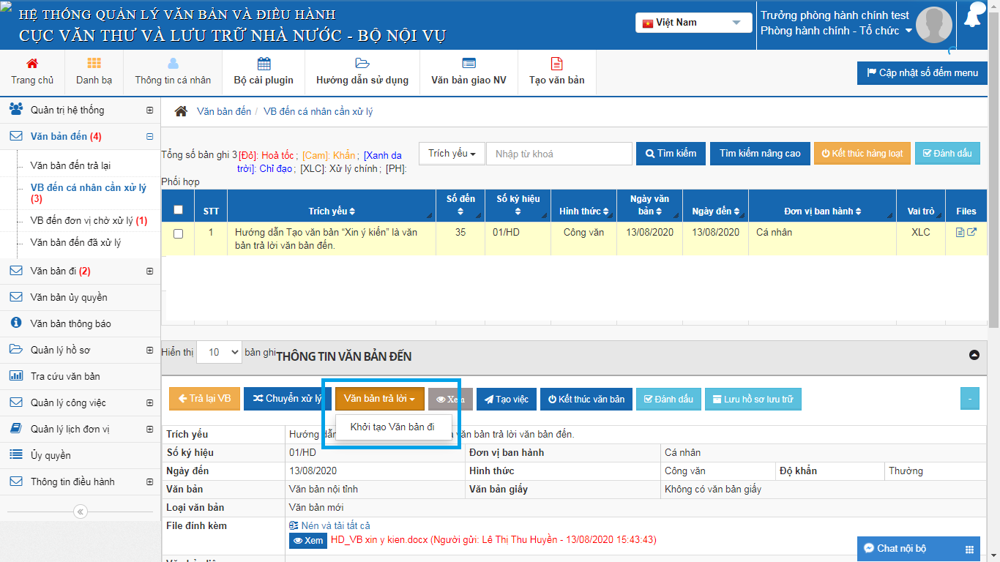 HỆ THỐNG QUẢN LÝ VĂN BẢN VÀ ĐIỀU HÀNH
CỤC VĂN THƯ VÀ LƯU TRỮ NHÀ NƯỚC - BỘ NỘI VỤ
Việt Nam
Trưởng phòng hành chính test
Phòng hành chính - Tổ chức
Trang chủ
Danh bạ
Thông tin cá nhân
Bộ cài plugin
Hướng dẫn sử dụng
Văn bản giao NV
Tạo văn bản
Cập nhật số đếm menu
Quản trị hệ thống
Văn bản đến (4)
Văn bản đến trả lại
VB đến cá nhân cần xử lý
(3)
VB đến đơn vị chờ xử lý (1)
Văn bản đến đã xử lý
Văn bản đi (2)
Văn bản ủy quyền
Văn bản thông báo
Quản lý hồ sơ
Tra cứu văn bản
Quản lý công việc
Quản lý lịch đơn vị
Ủy quyền
Thông tin điều hành
Văn bản đến / VB đến cá nhân cần xử lý
Tổng số bản ghi 3 [Đỏ]: Hoả tốc ; [Cam]: Khẩn ; [Xanh da
trời]: Chỉ đạo ; [XLC]: Xử lý chính ; [PH]:
Phối hợp
Trích yếu
Nhập từ khoá
Tìm kiếm
Tìm kiếm nâng cao
Kết thúc hàng loạt
Đánh dấu
STT
Trích yếu
Số đến
Số ký hiệu
Hình thức
Ngày văn
bản
Ngày đến
Đơn vị ban hành
Vai trò
Files
1
Hướng dẫn Tạo văn bản “Xin ý kiến” là văn
bản trả lời văn bản đến.
35
01/HD
Công văn
13/08/2020
13/08/2020
Cá nhân
XLC
Hiển thị 10 bản ghi
THÔNG TIN VĂN BẢN ĐẾN
Trả lại VB
Chuyển xử lý
Văn bản trả lời
Xem
Tạo việc
Kết thúc văn bản
Đánh dấu
Lưu hồ sơ lưu trữ
-
Khởi tạo Văn bản đi
Trích yếu
Hướng dẫn
văn bản trả lời văn bản đến.
Số ký hiệu
01/HD
Đơn vị ban hành
Cá nhân
Ngày đến
13/08/2020
Hình thức
Công văn
Độ khẩn
Thường
Văn bản
Văn bản nội tỉnh
Văn bản giấy
Không có văn bản giấy
Loại văn bản
Văn bản mới
File đính kèm
Nén và tải tất cả
Xem
HD_VB xin y kien.docx (Người gửi: Lê Thị Thu Huyền - 13/08/2020 15:43:43)
Chat nội bộ